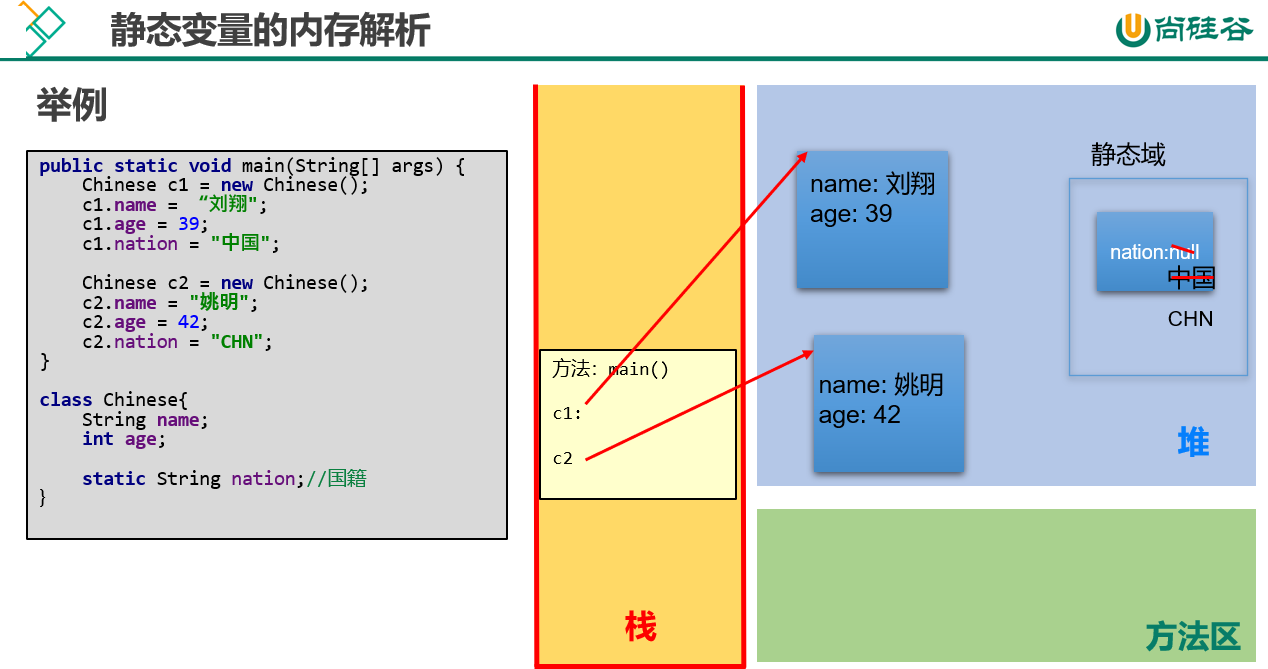 静态变量的内存解析
尚硅谷
举例
public static void main(String[] args) {
Chinese c1 = new Chinese();
c1.name = “刘翔";
c1.age = 39;
c1.nation = "中国";
Chinese c2 = new Chinese();
c2.name = "姚明";
c2.age = 42;
c2.nation = "CHN";
}
class Chinese{
String name;
int age;
static String nation;//国籍
}
方法：main()
c1:
c2
栈
name: 刘翔
age: 39
name: 姚明
age: 42
静态域
nation:null
中国
CHN
堆
方法区